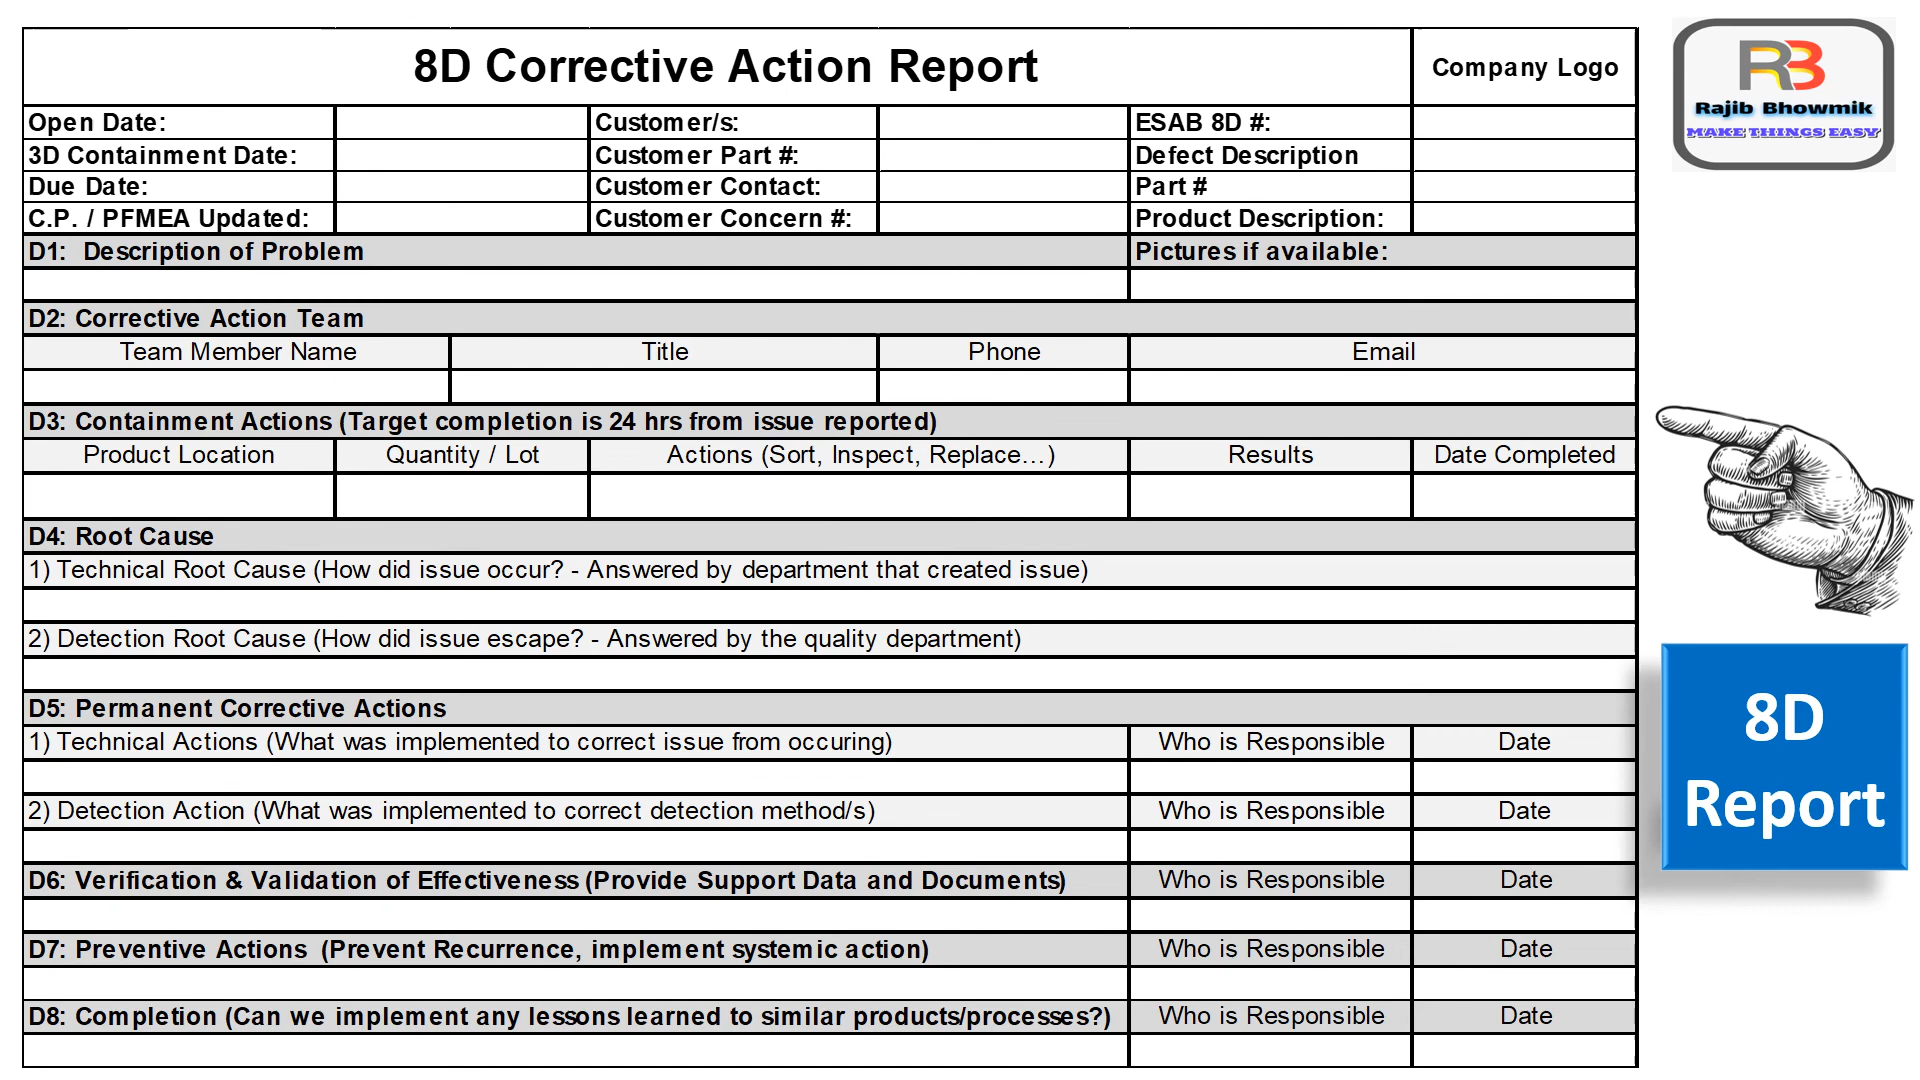 8D Corrective Action Report
Company Logo
RB
Rajib Bhowmik
MAKE THINGS EASY
Open Date: Customer/s: ESAB 8D #:
3D Containment Date: Customer Part #: Defect Description
Due Date: Customer Contact: Part #
C.P. / PFMEA Updated: Customer Concern #: Product Description:
D1: Description of Problem Pictures if available:
D2: Corrective Action Team
Team Member Name Title Phone Email
D3: Containment Actions (Target completion is 24 hrs from issue reported)
Product Location Quantity / Lot Actions (Sort, Inspect, Replace...) Results Date Completed
D4: Root Cause
1) Technical Root Cause (How did issue occur? - Answered by department that created issue)
2) Detection Root Cause (How did issue escape? - Answered by the quality department)
D5: Permanent Corrective Actions
1) Technical Actions (What was implemented to correct issue from occuring) Who is Responsible Date
2) Detection Action (What was implemented to correct detection method/s) Who is Responsible Date
D6: Verification & Validation of Effectiveness (Provide Support Data and Documents) Who is Responsible Date
D7: Preventive Actions (Prevent Recurrence, implement systemic action) Who is Responsible Date
D8: Completion (Can we implement any lessons learned to similar products/processes?) Who is Responsible Date
8D
Report